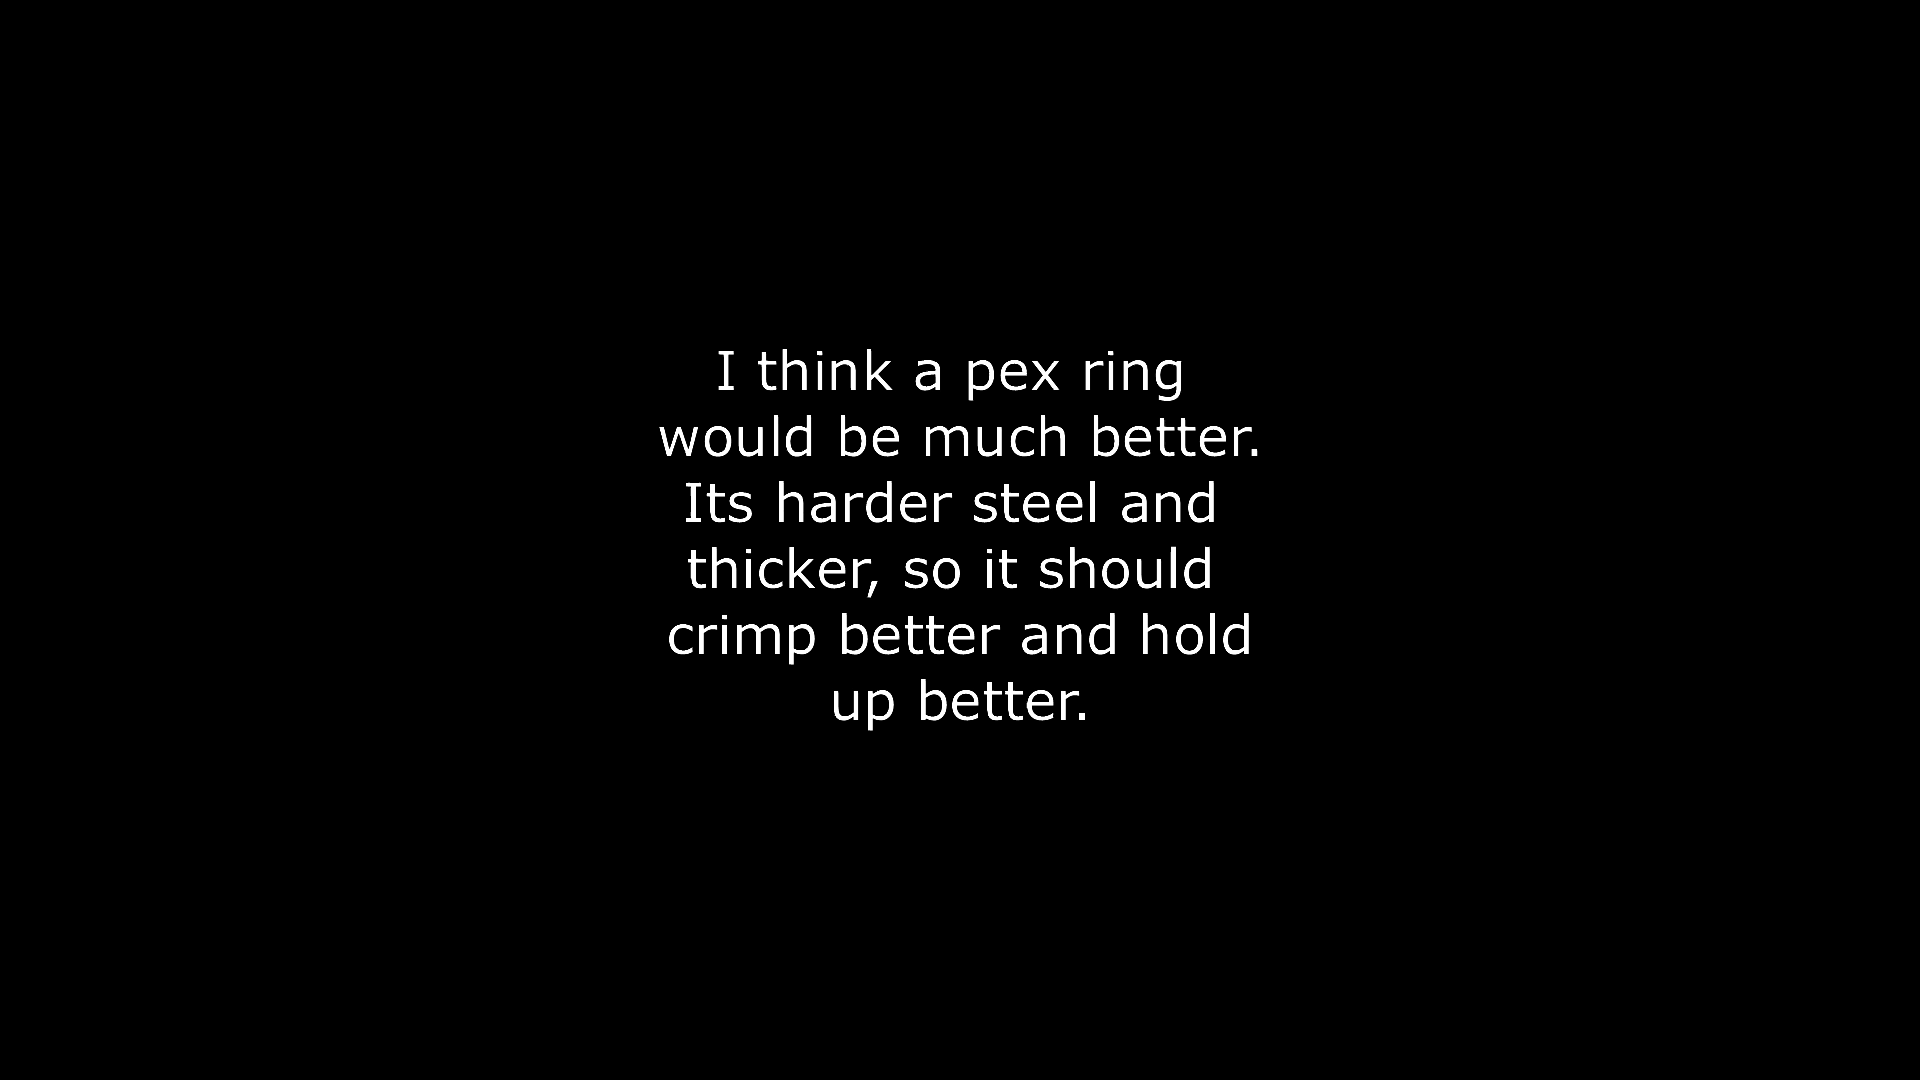 I think a pex ring
would be much better.
Its harder steel and
thicker, so it should
crimp better and hold
up better.